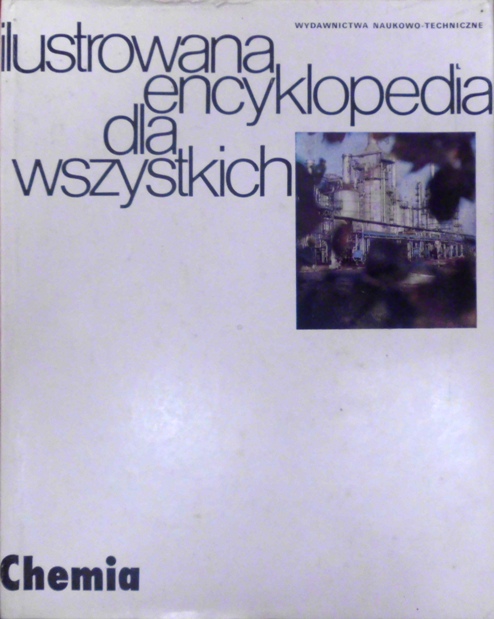 WYDAWNICTWA NAUKOWO-TECHNICZNE
ilustrowana
encyklopedia
dla
wszystkich
Chemia